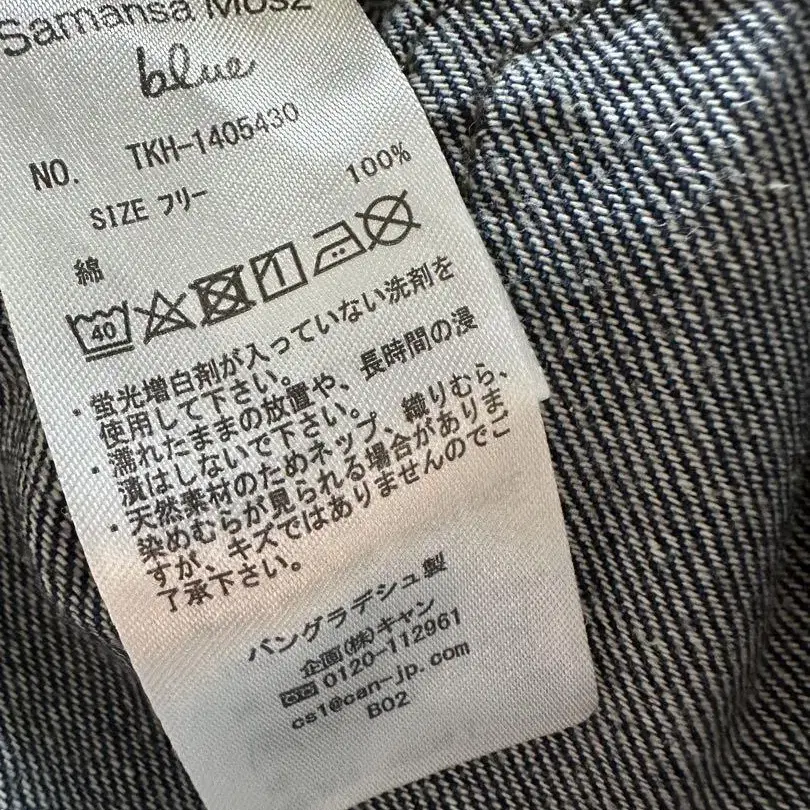 Samansa Mos2
blue
NO. TKH-1405430
SIZE フリー
綿 100%
40
・蛍光増白剤が入っていない洗剤を
使用して下さい。
・濡れたままの放置や、長時間の浸
漬はしないで下さい。
・天然素材のためネップ、織りむら、
染めむらが見られる場合がありま
すが、キズではありませんのでご
了承下さい。
バングラデシュ製
企画(株)キャン
0120-112961
cs1@can-jp.com
B02